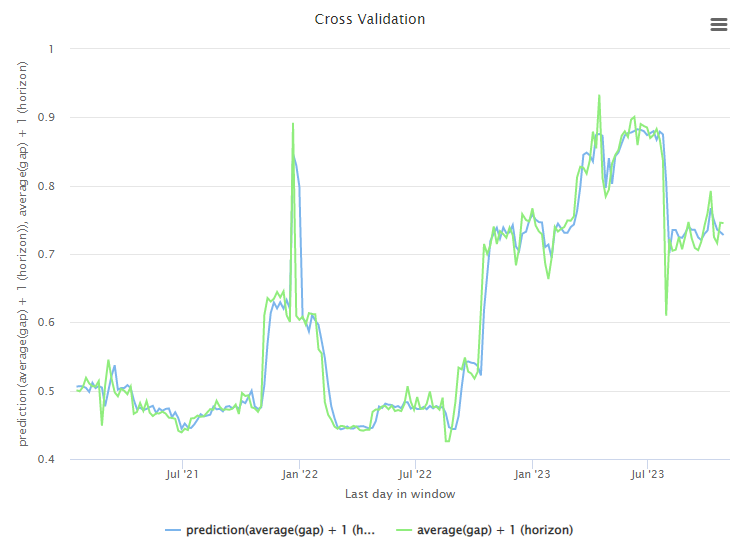 Cross Validation
prediction(average(gap) + 1 (horizon)), average(gap) + 1 (horizon)
1
0.9
0.8
0.7
0.6
0.5
0.4
Jul '21
Jan '22
Jul '22
Jan '23
Jul '23
Last day in window
prediction(average(gap) + 1 (h...
average(gap) + 1 (horizon)